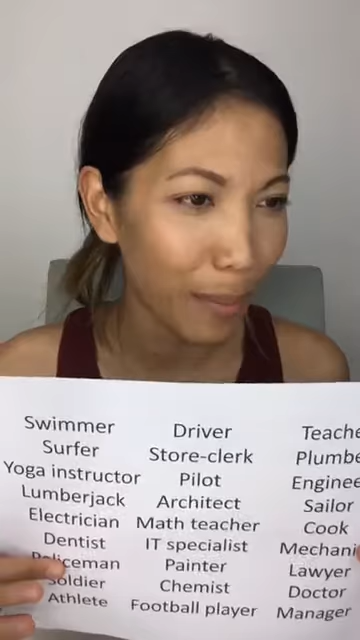 Swimmer Driver Teache
Surfer Store-clerk Plumbe
Yoga instructor Pilot Enginee
Lumberjack Architect Sailor
Electrician Math teacher Cook
Dentist IT specialist Mechani
Policeman Painter Lawyer
Soldier Chemist Doctor
Athlete Football player Manager